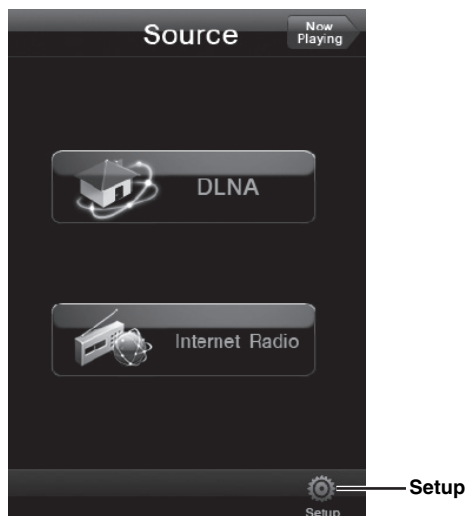 Source
Now
Playing
DLNA
Internet Radio
Setup
Setup